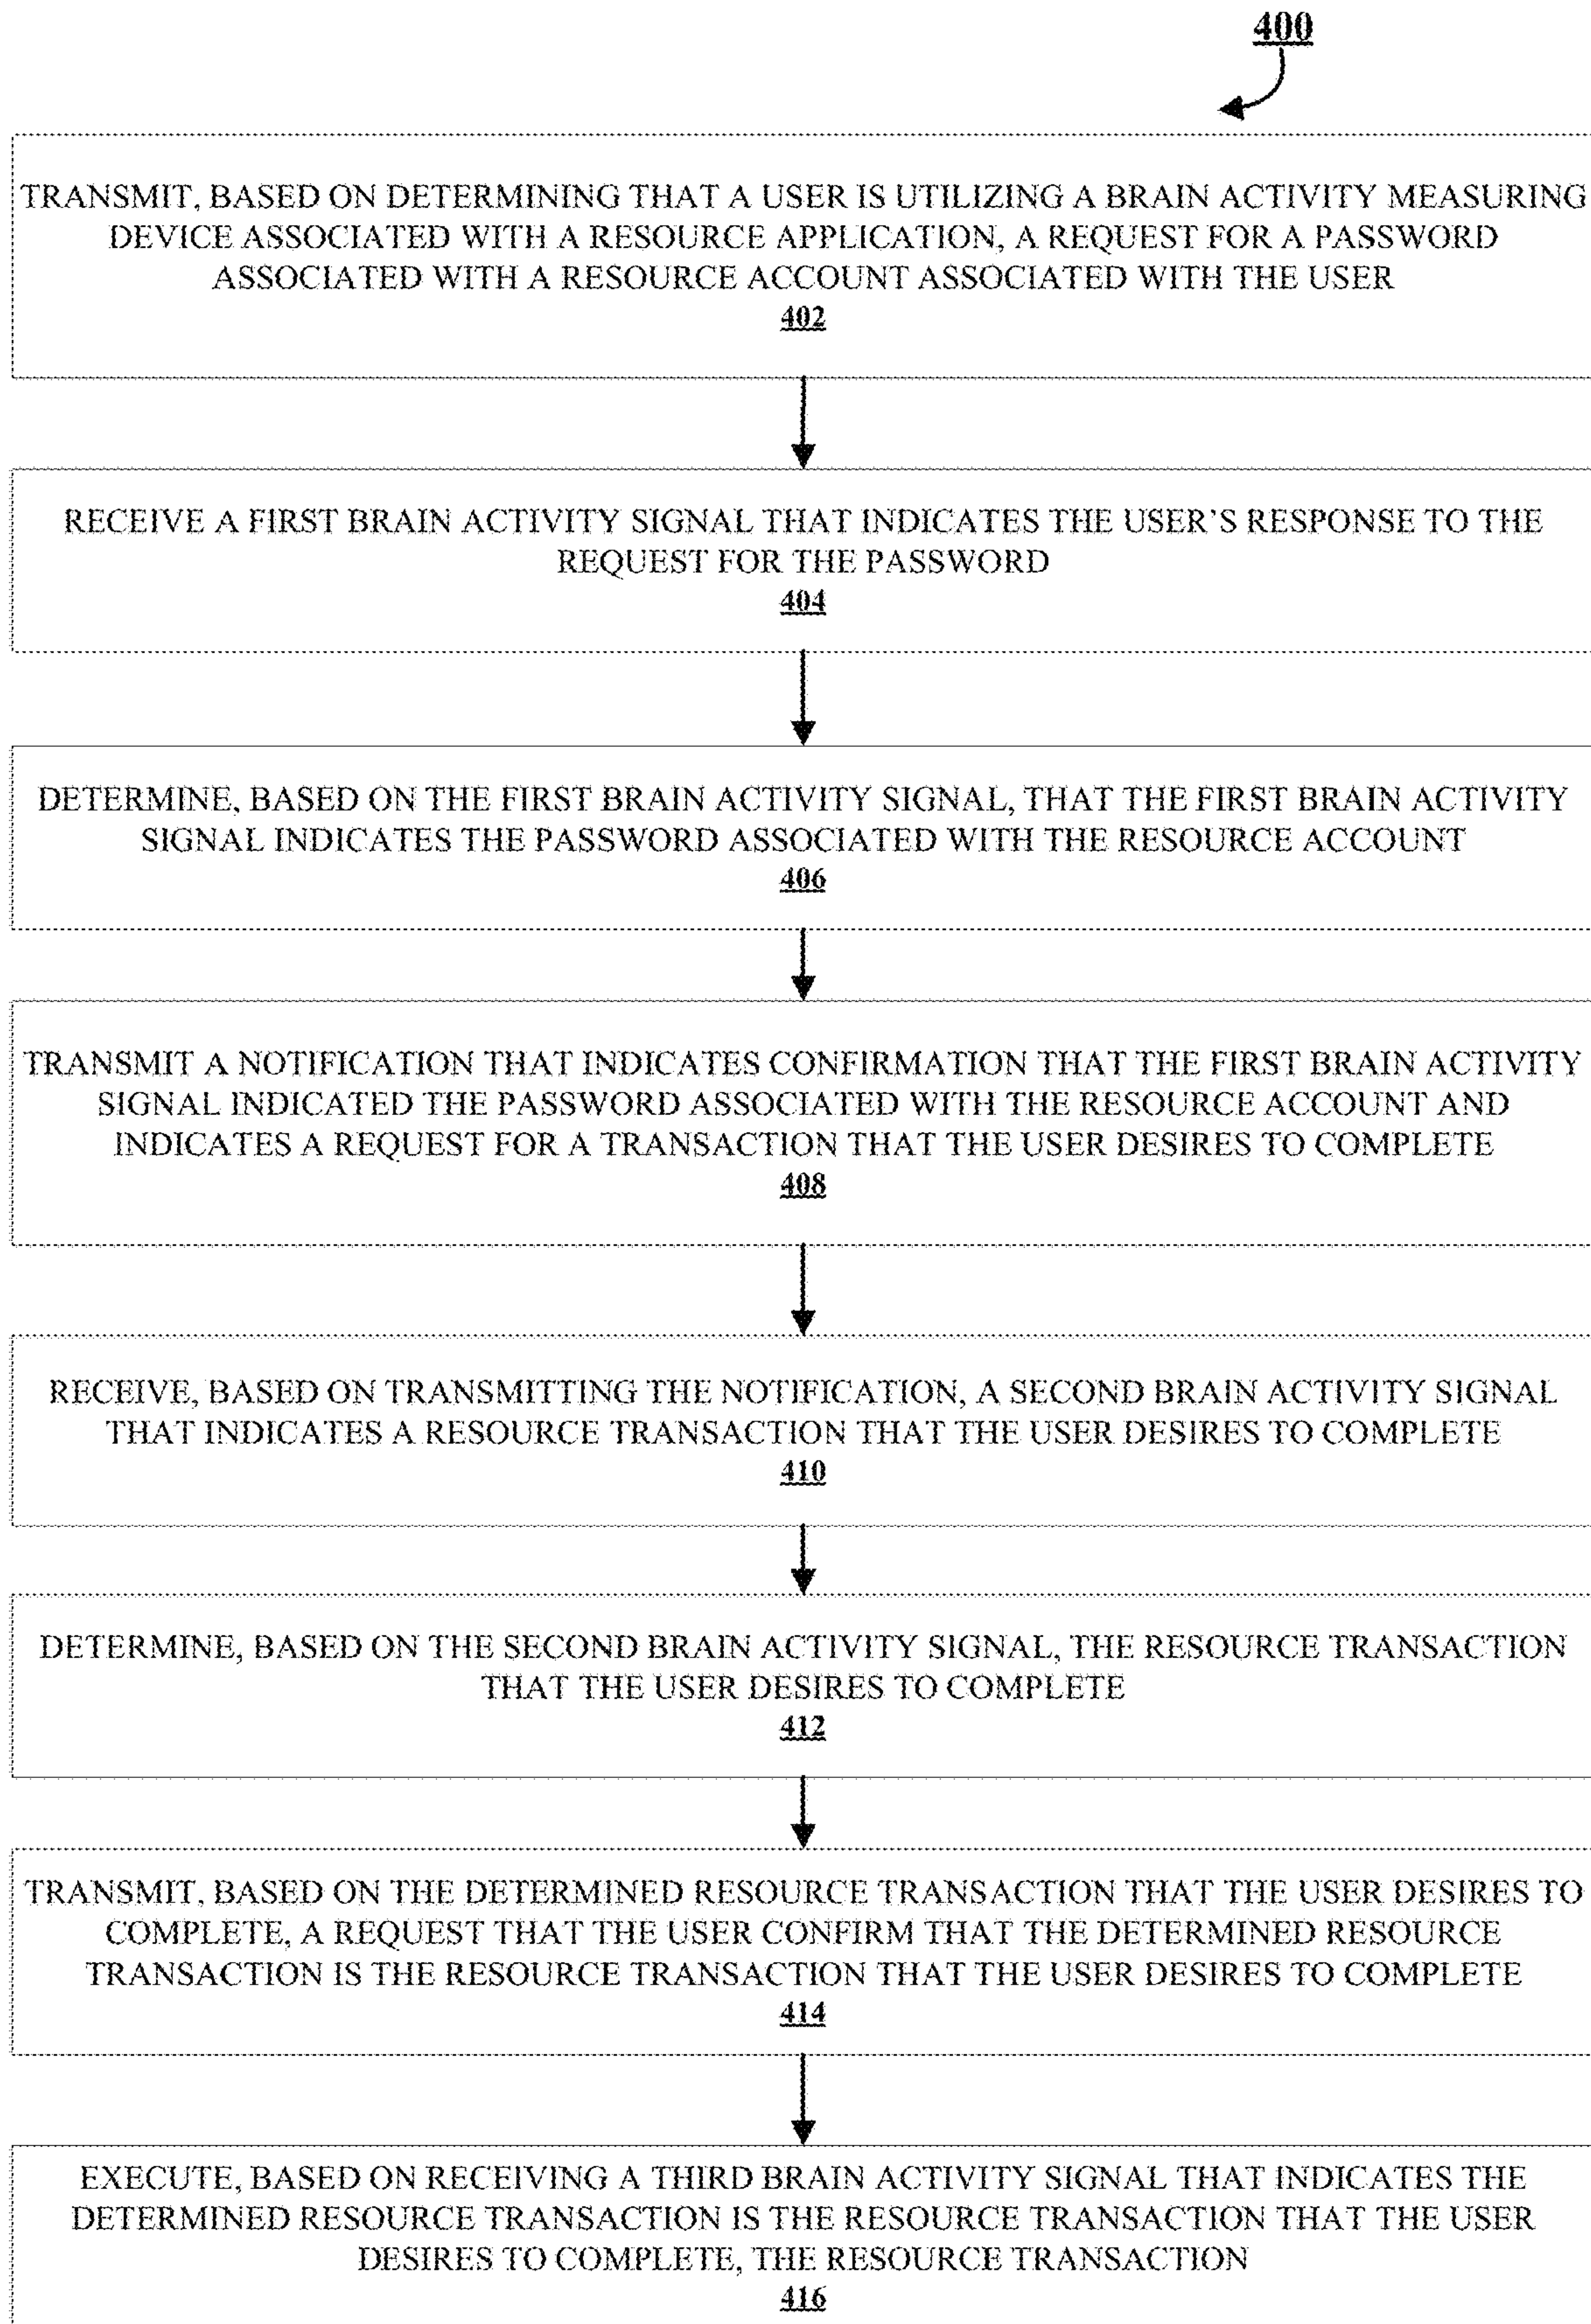 400
TRANSMIT, BASED ON DETERMINING THAT A USER IS UTILIZING A BRAIN ACTIVITY MEASURING
DEVICE ASSOCIATED WITH A RESOURCE APPLICATION, A REQUEST FOR A PASSWORD
ASSOCIATED WITH A RESOURCE ACCOUNT ASSOCIATED WITH THE USER
402
RECEIVE A FIRST BRAIN ACTIVITY SIGNAL THAT INDICATES THE USER'S RESPONSE TO THE
REQUEST FOR THE PASSWORD
404
DETERMINE, BASED ON THE FIRST BRAIN ACTIVITY SIGNAL, THAT THE FIRST BRAIN ACTIVITY
SIGNAL INDICATES THE PASSWORD ASSOCIATED WITH THE RESOURCE ACCOUNT
406
TRANSMIT A NOTIFICATION THAT INDICATES CONFIRMATION THAT THE FIRST BRAIN ACTIVITY
SIGNAL INDICATED THE PASSWORD ASSOCIATED WITH THE RESOURCE ACCOUNT AND
INDICATES A REQUEST FOR A TRANSACTION THAT THE USER DESIRES TO COMPLETE
408
RECEIVE, BASED ON TRANSMITTING THE NOTIFICATION, A SECOND BRAIN ACTIVITY SIGNAL
THAT INDICATES A RESOURCE TRANSACTION THAT THE USER DESIRES TO COMPLETE
410
DETERMINE, BASED ON THE SECOND BRAIN ACTIVITY SIGNAL, THE RESOURCE TRANSACTION
THAT THE USER DESIRES TO COMPLETE
412
TRANSMIT, BASED ON THE DETERMINED RESOURCE TRANSACTION THAT THE USER DESIRES TO
COMPLETE, A REQUEST THAT THE USER CONFIRM THAT THE DETERMINED RESOURCE
TRANSACTION IS THE RESOURCE TRANSACTION THAT THE USER DESIRES TO COMPLETE
414
EXECUTE, BASED ON RECEIVING A THIRD BRAIN ACTIVITY SIGNAL THAT INDICATES THE
DETERMINED RESOURCE TRANSACTION IS THE RESOURCE TRANSACTION THAT THE USER
DESIRES TO COMPLETE, THE RESOURCE TRANSACTION
416